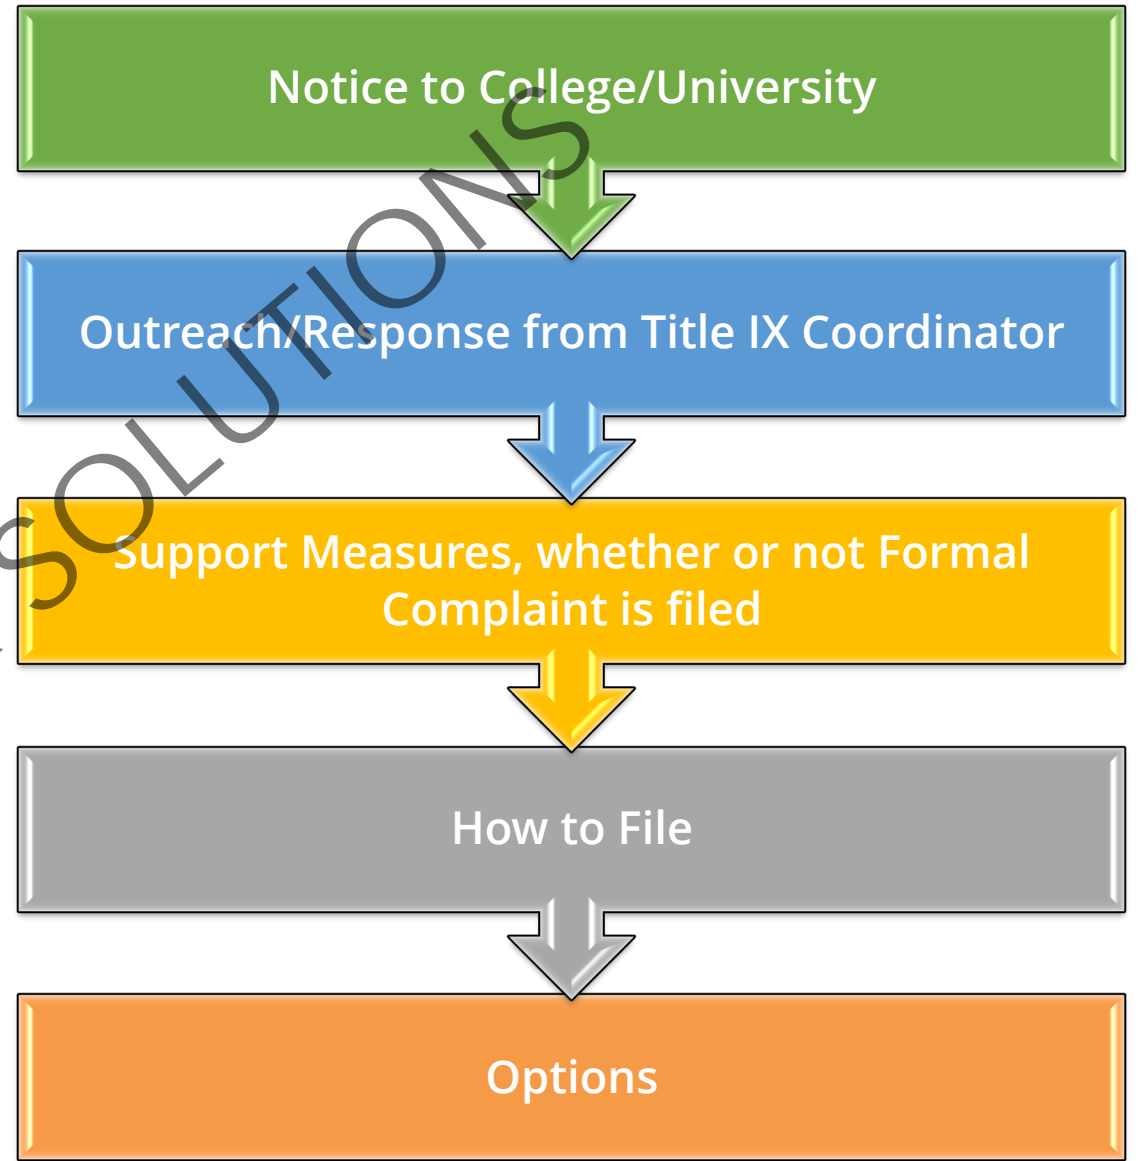 Notice to College/University
Outreach/Response from Title IX Coordinator
Support Measures, whether or not Formal
Complaint is filed
How to File
Options
SOLUTIONS